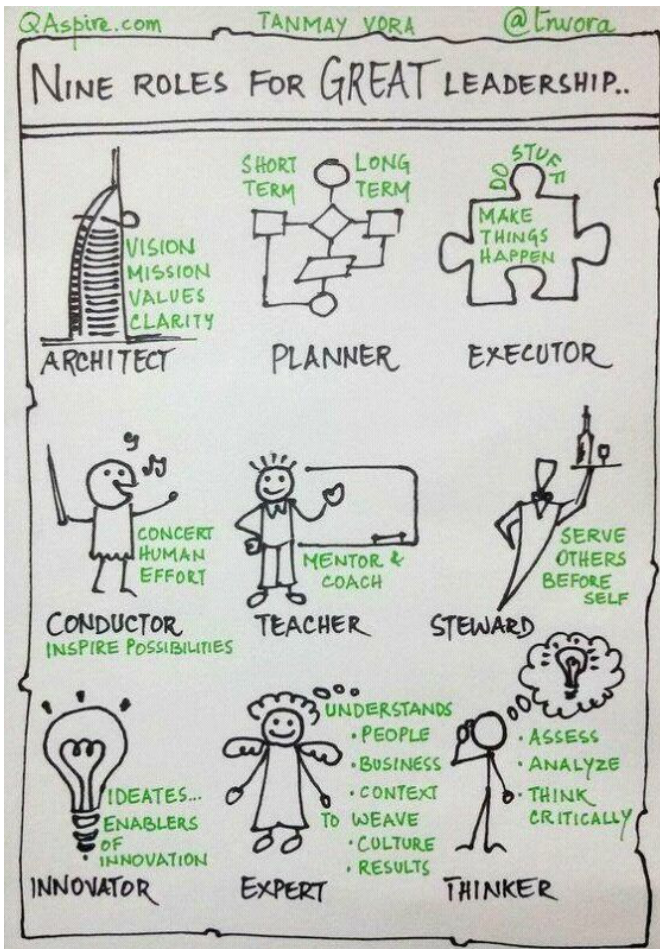 QAspire.com TANMAY VORA @tnvora
NINE ROLES FOR GREAT LEADERSHIP..
VISION
MISSION
VALUES
CLARITY
ARCHITECT
SHORT TERM
LONG TERM
PLANNER
DO STUFF
MAKE
THINGS
HAPPEN
EXECUTOR
CONCERT
HUMAN
EFFORT
CONDUCTOR
INSPIRE POSSIBILITIES
MENTOR &
COACH
TEACHER
SERVE
OTHERS
BEFORE
SELF
STEWARD
IDEATES...
ENABLERS
OF
INNOVATION
INNOVATOR
UNDERSTANDS
• PEOPLE
• BUSINESS
• CONTEXT
TO WEAVE
• CULTURE
• RESULTS
EXPERT
• ASSESS
• ANALYZE
• THINK
CRITICALLY
THINKER